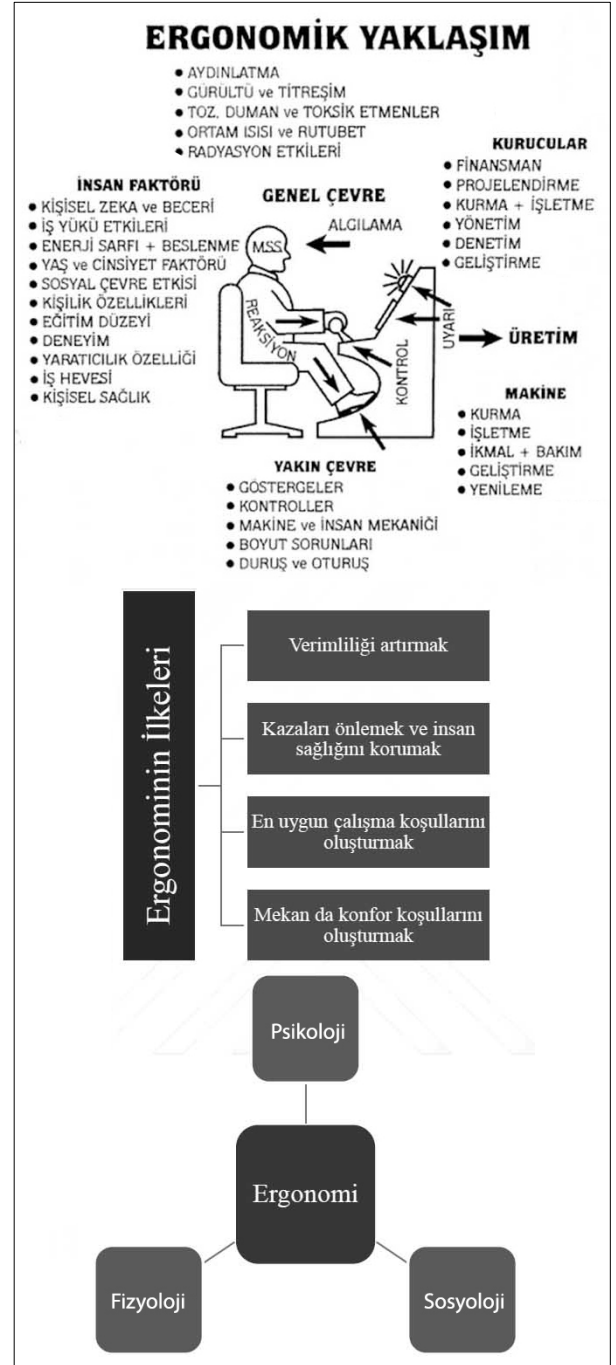 ERGONOMİK YAKLAŞIM
• AYDINLATMA
• GÜRÜLTÜ ve TİTREŞİM
• TOZ, DUMAN ve TOKSİK ETMENLER
• ORTAM ISISI ve RUTUBET
• RADYASYON ETKİLERİ
GENEL ÇEVRE
İNSAN FAKTÖRÜ
• KİŞİSEL ZEKA ve BECERİ
• İŞ YÜKÜ ETKİLERİ
• ENERJİ SARFI + BESLENME
• YAŞ ve CİNSİYET FAKTÖRÜ
• SOSYAL ÇEVRE ETKİSİ
• KİŞİLİK ÖZELLİKLERİ
• EĞİTİM DÜZEYİ
• DENEYİM
• YARATICILIK ÖZELLİĞİ
• İŞ HEVESİ
• KİŞİSEL SAĞLIK
KURUCULAR
• FİNANSMAN
• PROJELENDİRME
• KURMA + İŞLETME
• YÖNETİM
• DENETİM
• GELİŞTİRME
ALGILAMA
M.S.S.
REAKSİYON
KONTROL
UYARI
ÜRETİM
MAKİNE
• KURMA
• İŞLETME
• İKMAL + BAKIM
• GELİŞTİRME
• YENİLEME
YAKIN ÇEVRE
• GÖSTERGELER
• KONTROLLER
• MAKİNE ve İNSAN MEKANİĞİ
• BOYUT SORUNLARI
• DURUŞ ve OTURUŞ
Ergonominin İlkeleri
Verimliliği artırmak
Kazaları önlemek ve insan
sağlığını korumak
En uygun çalışma koşullarını
oluşturmak
Mekan da konfor koşullarını
oluşturmak
Psikoloji
Ergonomi
Fizyoloji
Sosyoloji